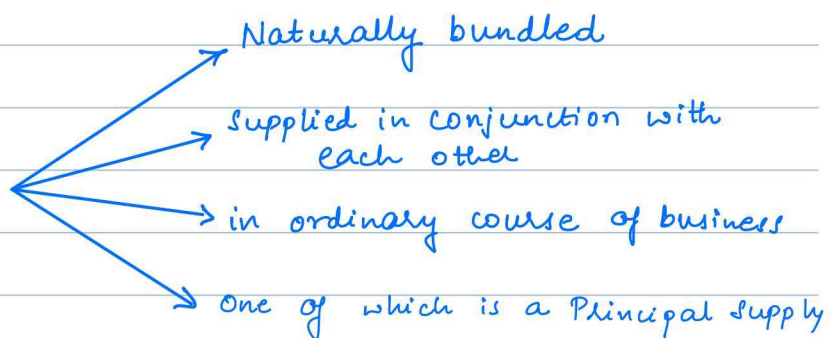 Naturally bundled
Supplied in conjunction with
each other
in ordinary course of business
One of which is a Principal Supply